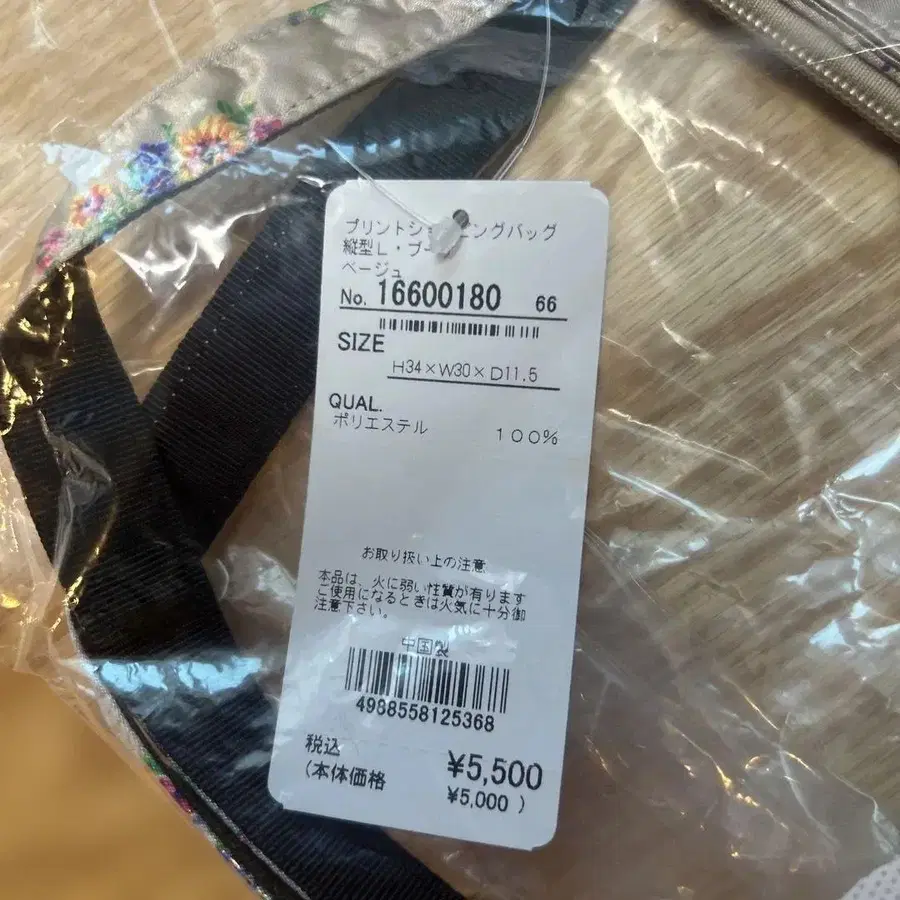 プリントショッピングバッグ
縦型L・ブー
ベージュ
No. 16600180 66
SIZE
H34×W30×D11.5
QUAL.
ポリエステル 100%
お取り扱い上の注意
本品は、火に弱い性質が有ります
ご使用になるときは火気に十分御
注意下さい。
中国製
4988558125368
税込 ¥5,500
(本体価格 ¥5,000 )